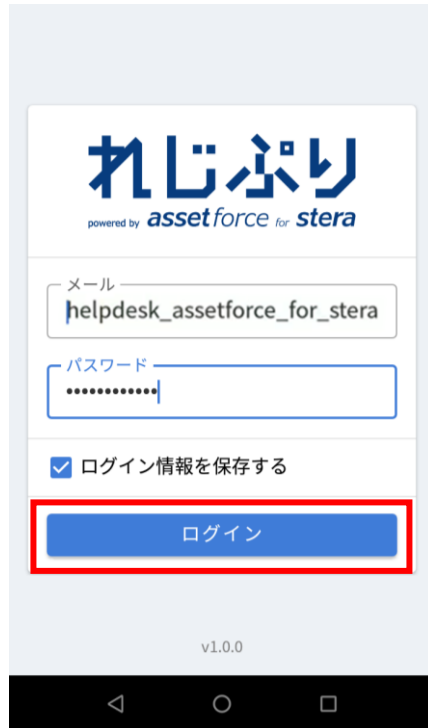 れじぷり
powered by assetforce for stera
メール
helpdesk_assetforce_for_stera
パスワード
••••••••••••
ログイン情報を保存する
ログイン
v1.0.0